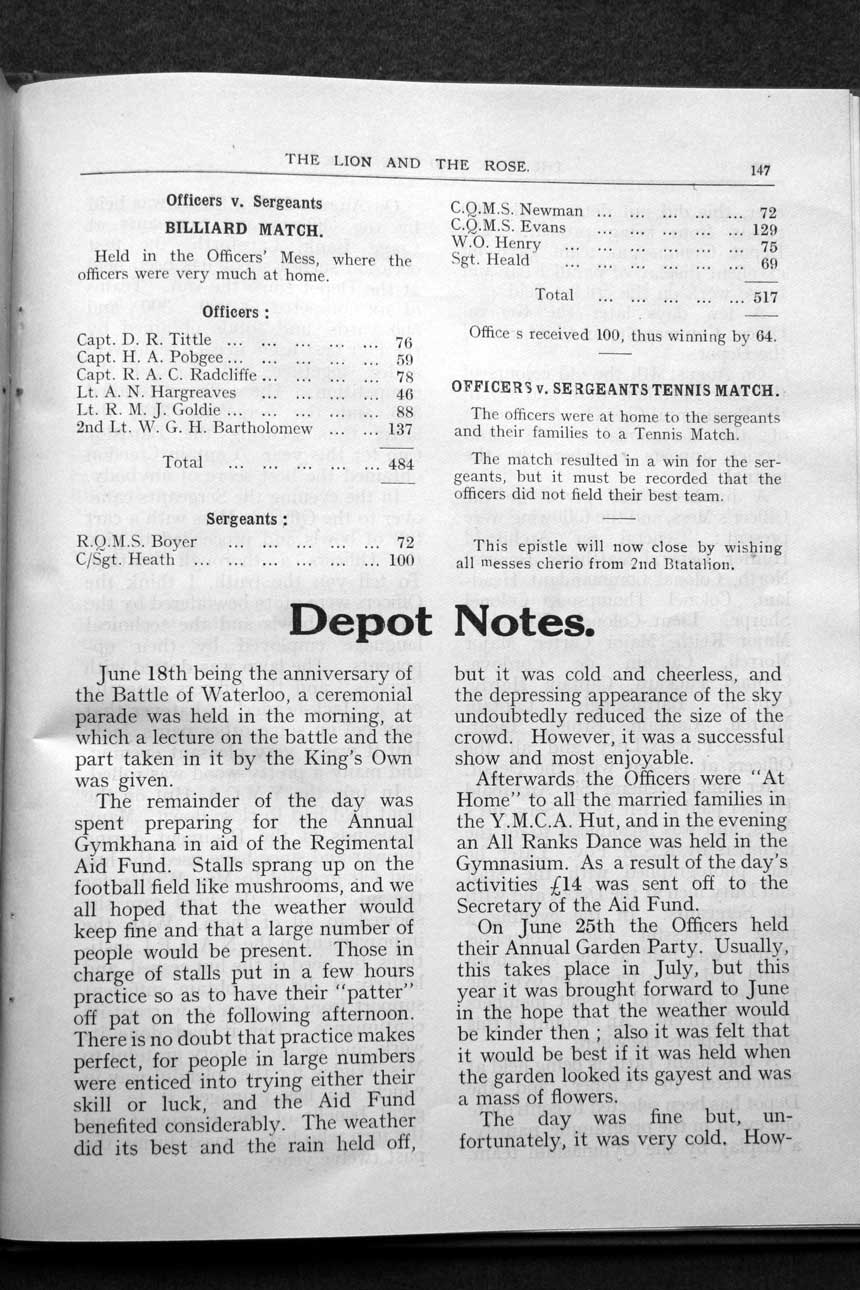 THE LION AND THE ROSE.
147
Officers v. Sergeants
BILLIARD MATCH.
Held in the Officers' Mess, where the
officers were very much at home.
Officers :
Capt. D. R. Tittle ... ... ... ... ... 76
Capt. H. A. Pobgee ... ... ... ... ... 59
Capt. R. A. C. Radcliffe ... ... ... ... 78
Lt. A. N. Hargreaves ... ... ... ... 46
Lt. R. M. J. Goldie ... ... ... ... ... 88
2nd Lt. W. G. H. Bartholomew ... ... 137
Total ... ... ... ... ... 484
Sergeants :
R.Q.M.S. Boyer ... ... ... ... ... 72
C/Sgt. Heath ... ... ... ... ... ... 100
C.Q.M.S. Newman ... ... ... ... ... 72
C.Q.M.S. Evans ... ... ... ... ... 129
W.O. Henry ... ... ... ... ... ... 75
Sgt. Heald ... ... ... ... ... ... 69
Total ... ... ... ... ... 517
Office s received 100, thus winning by 64.
OFFICERS v. SERGEANTS TENNIS MATCH.
The officers were at home to the sergeants
and their families to a Tennis Match.
The match resulted in a win for the ser-
geants, but it must be recorded that the
officers did not field their best team.
This epistle will now close by wishing
all messes cherio from 2nd Btatalion.
Depot Notes.
June 18th being the anniversary of
the Battle of Waterloo, a ceremonial
parade was held in the morning, at
which a lecture on the battle and the
part taken in it by the King's Own
was given.
The remainder of the day was
spent preparing for the Annual
Gymkhana in aid of the Regimental
Aid Fund. Stalls sprang up on the
football field like mushrooms, and we
all hoped that the weather would
keep fine and that a large number of
people would be present. Those in
charge of stalls put in a few hours
practice so as to have their "patter"
off pat on the following afternoon.
There is no doubt that practice makes
perfect, for people in large numbers
were enticed into trying either their
skill or luck, and the Aid Fund
benefited considerably. The weather
did its best and the rain held off,
but it was cold and cheerless, and
the depressing appearance of the sky
undoubtedly reduced the size of the
crowd. However, it was a successful
show and most enjoyable.
Afterwards the Officers were "At
Home" to all the married families in
the Y.M.C.A. Hut, and in the evening
an All Ranks Dance was held in the
Gymnasium. As a result of the day's
activities £14 was sent off to the
Secretary of the Aid Fund.
On June 25th the Officers held
their Annual Garden Party. Usually,
this takes place in July, but this
year it was brought forward to June
in the hope that the weather would
be kinder then ; also it was felt that
it would be best if it was held when
the garden looked its gayest and was
a mass of flowers.
The day was fine but, un-
fortunately, it was very cold. How-